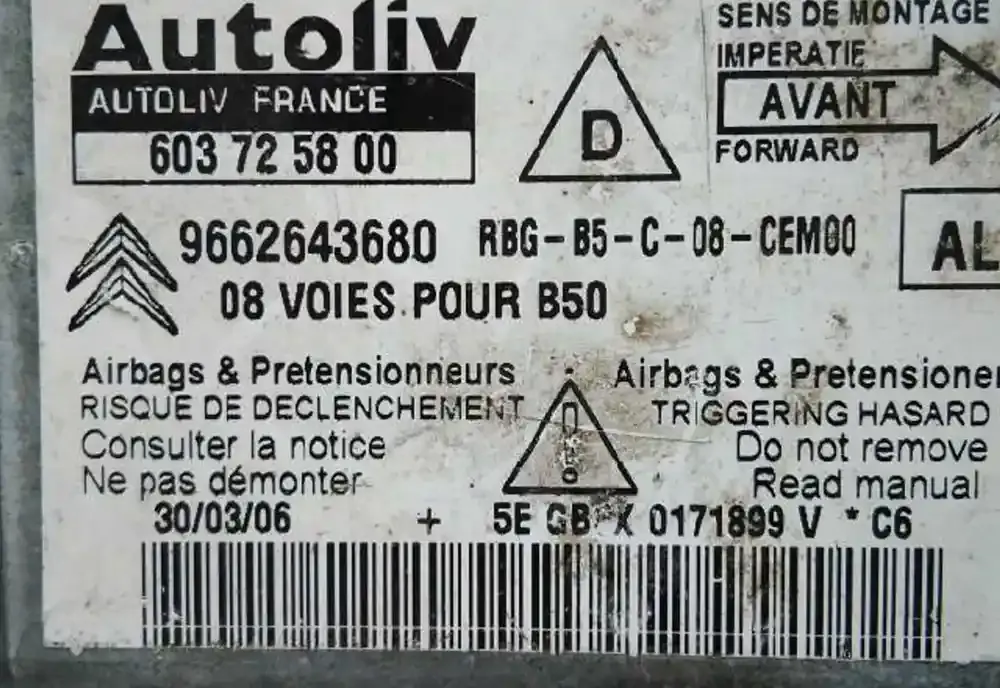 Autoliv
AUTOLIV FRANCE
603 72 58 00
D
SENS DE MONTAGE
IMPERATIF
AVANT
FORWARD
9662643680 RBG-B5-C-08-CEM00
AL
08 VOIES POUR B50
Airbags & Pretensionneurs
RISQUE DE DECLENCHEMENT
Consulter la notice
Ne pas démonter
Airbags & Pretensioner
TRIGGERING HASARD
Do not remove
Read manual
30/03/06 + 5E GB X 0171899 V * C6